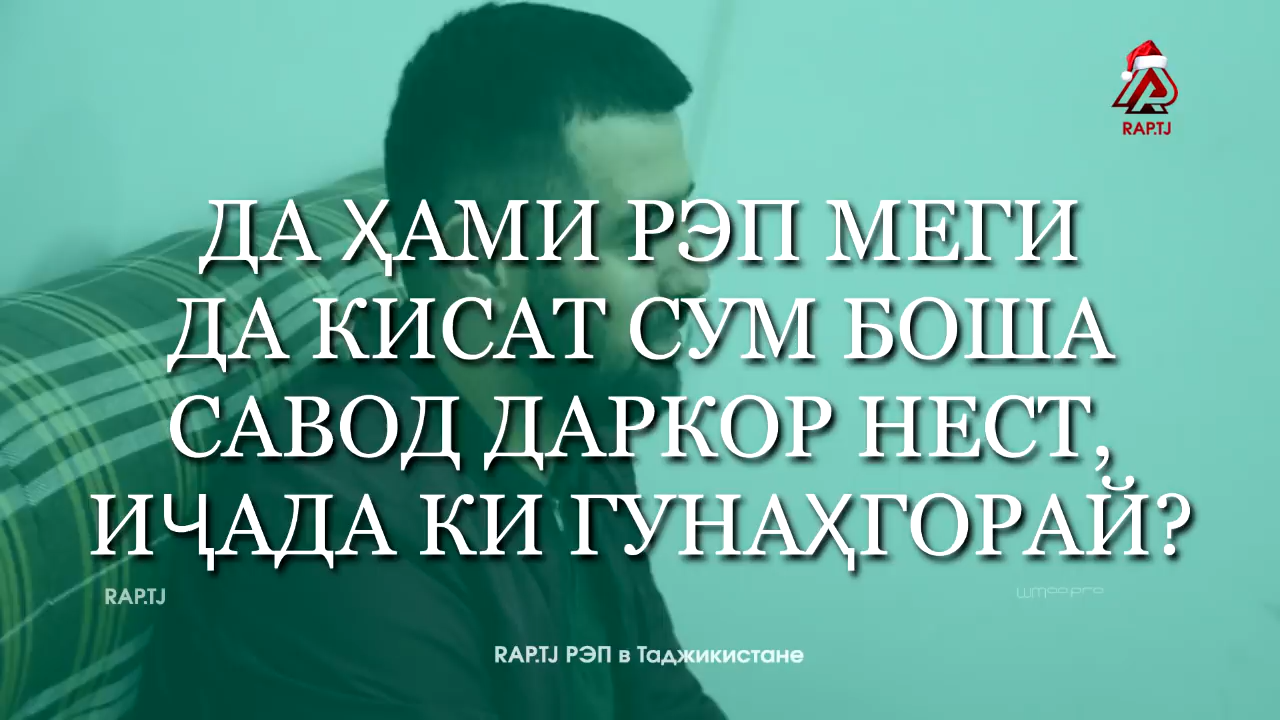 RAP.TJ
ДА ҲАМИ РЭП МЕГИ
ДА КИСАТ СУМ БОША
САВОД ДАРКОР НЕСТ,
ИҶАДА КИ ГУНАҲГОРАЙ?
RAP.TJ
RAP.TJ РЭП в Таджикистане